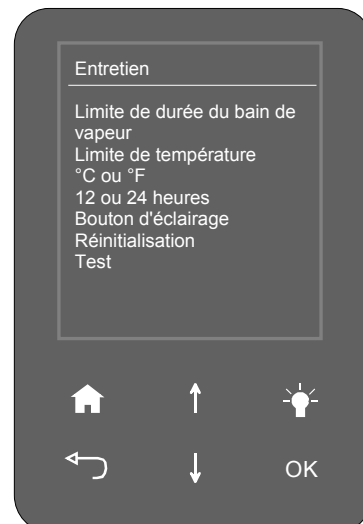 Entretien
Limite de durée du bain de
vapeur
Limite de température
°C ou °F
12 ou 24 heures
Bouton d'éclairage
Réinitialisation
Test
OK